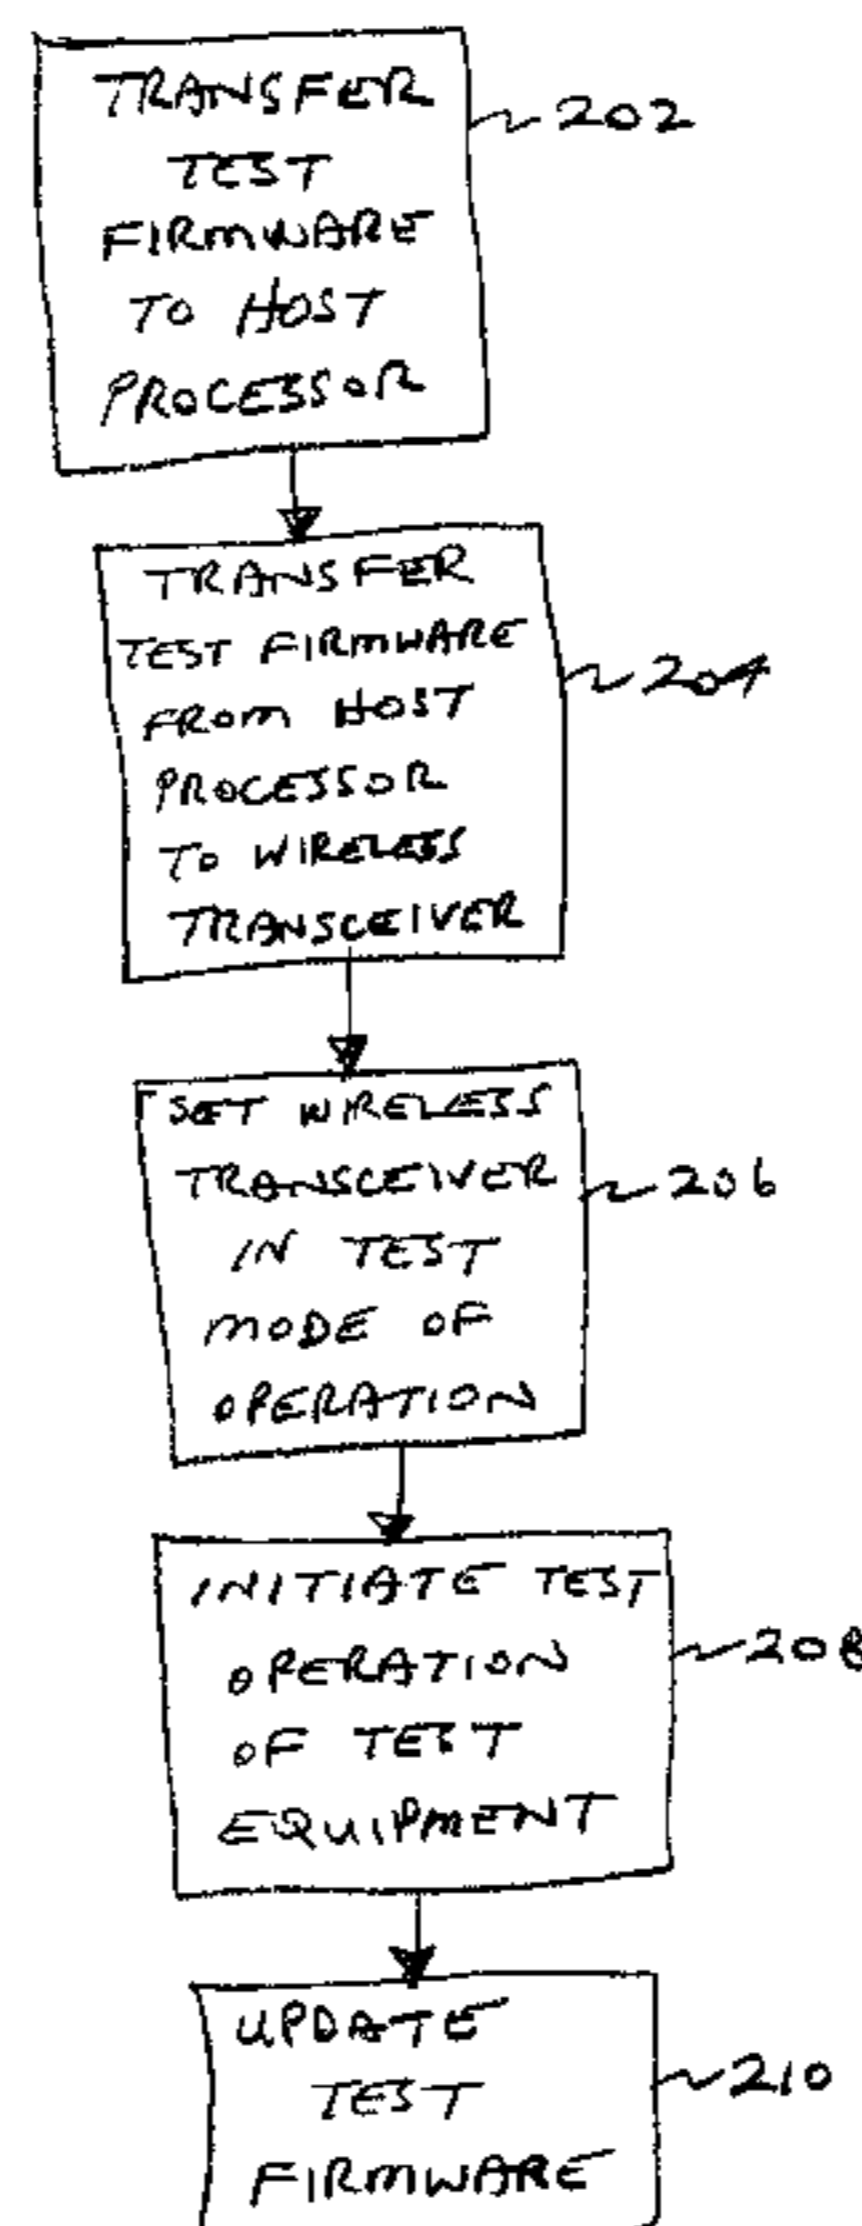 TRANSFER
TEST
FIRMWARE
TO HOST
PROCESSOR
202
TRANSFER
TEST FIRMWARE
FROM HOST
PROCESSOR
TO WIRELESS
TRANSCEIVER
204
SET WIRELESS
TRANSCEIVER
IN TEST
MODE OF
OPERATION
206
INITIATE TEST
OPERATION
OF TEST
EQUIPMENT
208
UPDATE
TEST
FIRMWARE
210